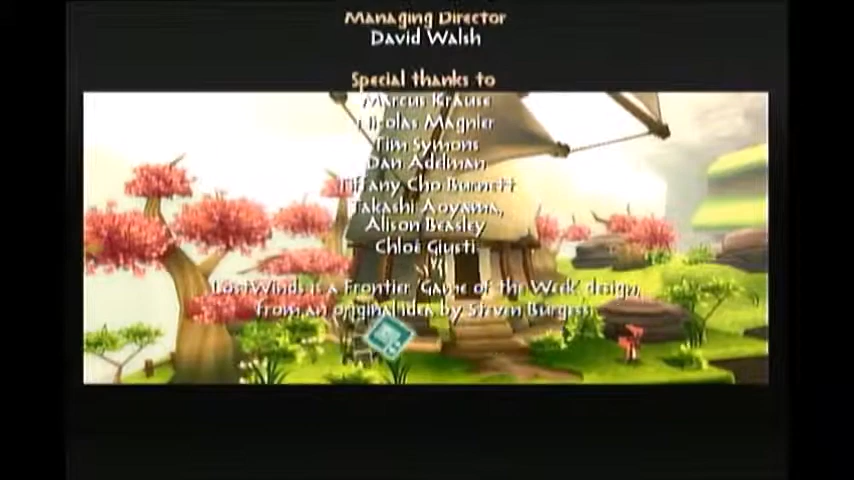 Managing Director
David Walsh
Special thanks to
Marcus Krause
Nicolas Magnier
Tim Symons
Dan Adelman
Tiffany Cho Burnett
Takashi Aoyama,
Alison Beasley
Chloé Giusti
LostWinds is a Frontier 'Game of the Week' design,
from an original idea by Steven Burgess